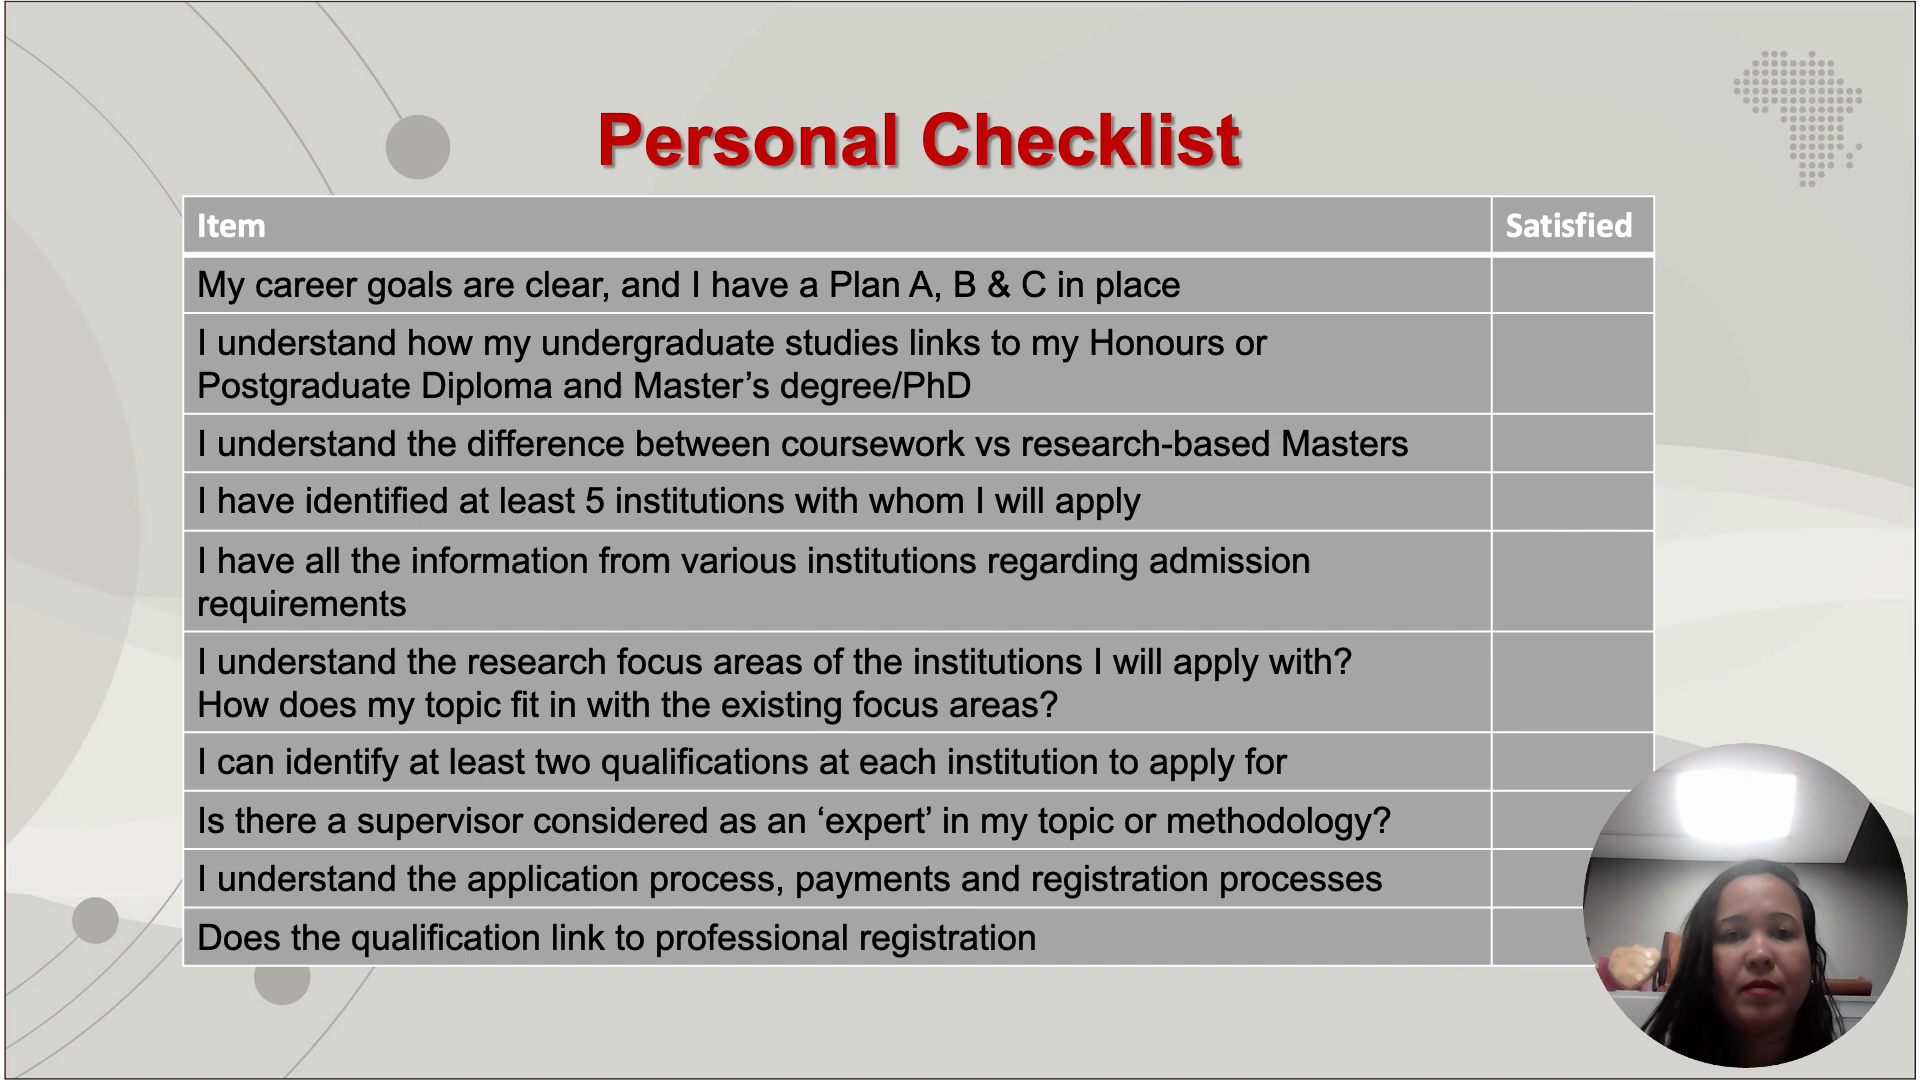 Personal Checklist
Item
Satisfied
My career goals are clear, and I have a Plan A, B & C in place
I understand how my undergraduate studies links to my Honours or
Postgraduate Diploma and Master’s degree/PhD
I understand the difference between coursework vs research-based Masters
I have identified at least 5 institutions with whom I will apply
I have all the information from various institutions regarding admission
requirements
I understand the research focus areas of the institutions I will apply with?
How does my topic fit in with the existing focus areas?
I can identify at least two qualifications at each institution to apply for
Is there a supervisor considered as an ‘expert’ in my topic or methodology?
I understand the application process, payments and registration processes
Does the qualification link to professional registration